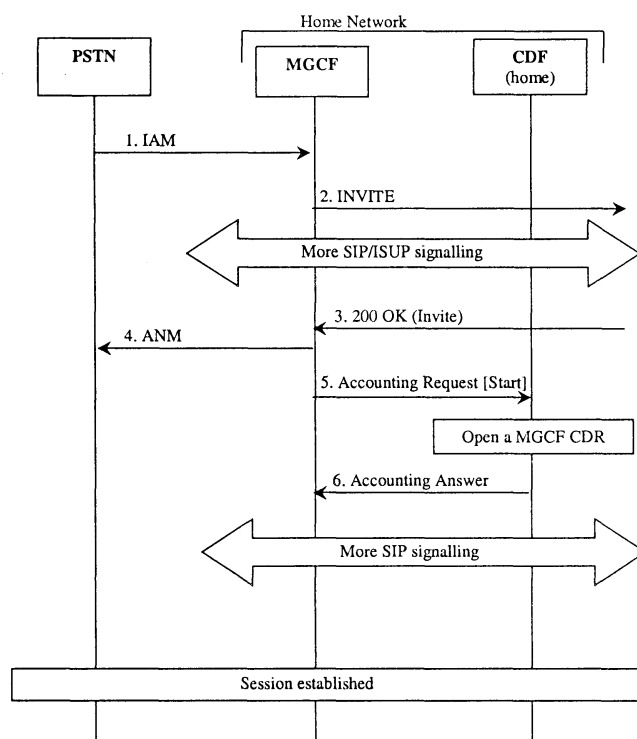 Home Network
PSTN
MGCF
CDF
(home)
1. IAM
2. INVITE
More SIP/ISUP signalling
3. 200 OK (Invite)
4. ANM
5. Accounting Request [Start]
Open a MGCF CDR
6. Accounting Answer
More SIP signalling
Session established